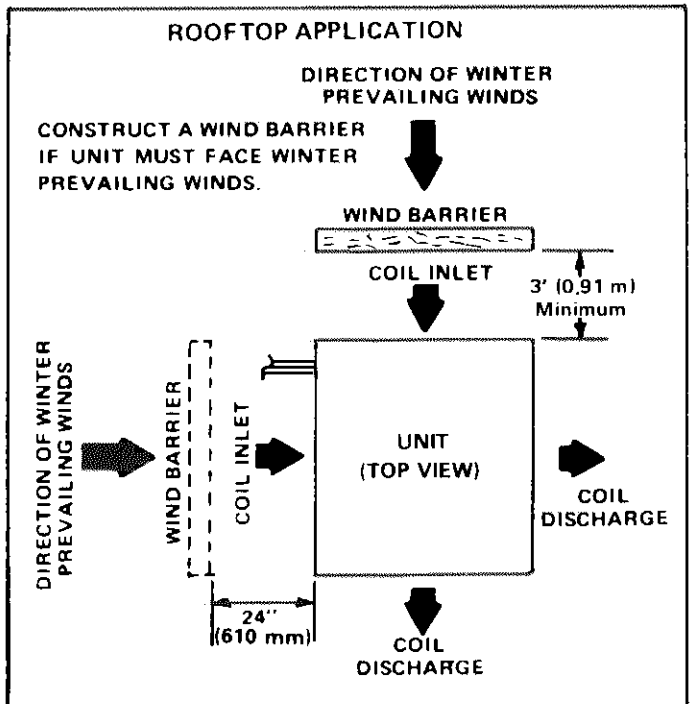 ROOFTOP APPLICATION
DIRECTION OF WINTER
PREVAILING WINDS
CONSTRUCT A WIND BARRIER
IF UNIT MUST FACE WINTER
PREVAILING WINDS.
WIND BARRIER
COIL INLET
3' (0,91 m)
Minimum
DIRECTION OF WINTER
PREVAILING WINDS
WIND BARRIER
COIL INLET
UNIT
(TOP VIEW)
COIL
DISCHARGE
24''
(610 mm)
COIL
DISCHARGE